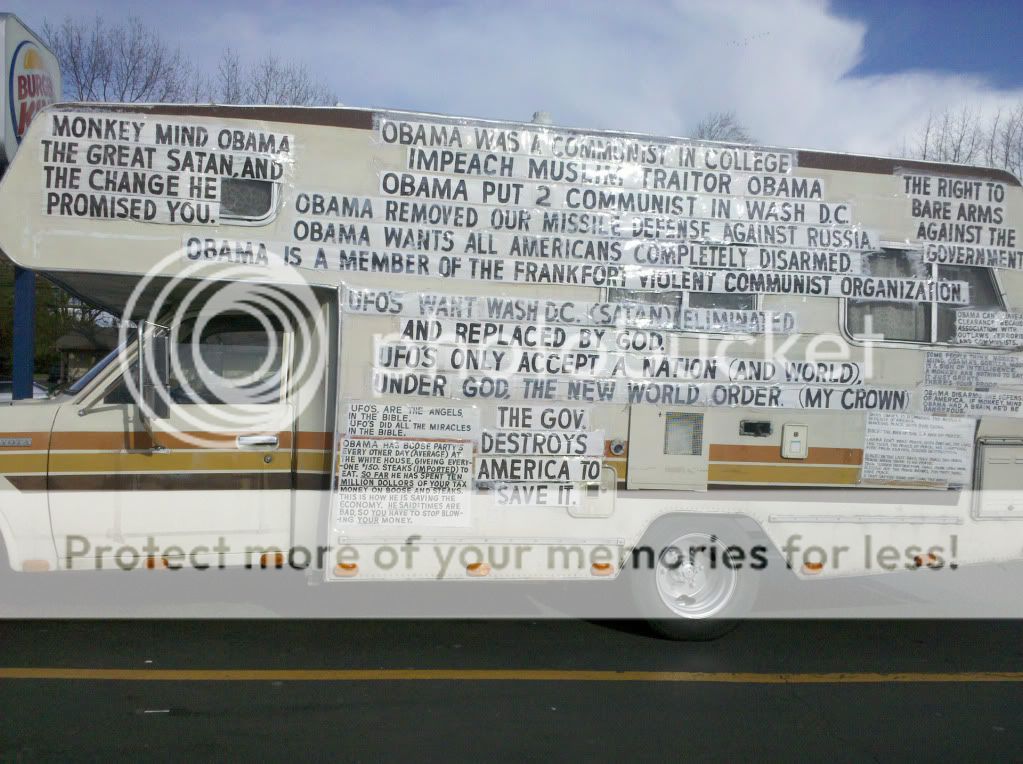 BURGER
MONKEY MIND OBAMA
THE GREAT SATAN, AND
THE CHANGE HE
PROMISED YOU.
OBAMA WAS A COMMUNIST IN COLLEGE
IMPEACH MUSLIM TRAITOR OBAMA
OBAMA PUT 2 COMMUNIST IN WASH D.C.
OBAMA REMOVED OUR MISSILE DEFENSE AGAINST RUSSIA.
OBAMA WANTS ALL AMERICANS COMPLETELY DISARMED.
OBAMA IS A MEMBER OF THE FRANKFORT VIOLENT COMMUNIST ORGANIZATION.
THE RIGHT TO
BARE ARMS
AGAINST THE
GOVERNMENT
UFO'S WANT WASH D.C. (SATAN) ELIMINATED
AND REPLACED BY GOD.
UFO'S ONLY ACCEPT A NATION (AND WORLD),
UNDER GOD, THE NEW WORLD ORDER. (MY CROWN)
UFO'S ARE THE ANGELS
IN THE BIBLE.
UFO'S DID ALL THE MIRACLES
IN THE BIBLE.
OBAMA HAS BOOSE PARTY'S
EVERY OTHER DAY (AVERAGE) AT
THE WHITE HOUSE, GIVING EVERY-
ONE $150. STEAKS (IMPORTED) TO
EAT. SO FAR HE HAS SPENT TEN
MILLION DOLLORS OF YOUR TAX
MONEY ON BOOSE AND STEAKS.
THIS IS HOW HE IS SAVING THE
ECONOMY. HE SAID TIMES ARE
BAD, SO YOU HAVE TO STOP BLOW-
ING YOUR MONEY.
THE GOV.
DESTROYS
AMERICA TO
SAVE IT.
photobucket
Protect more of your memories for less!